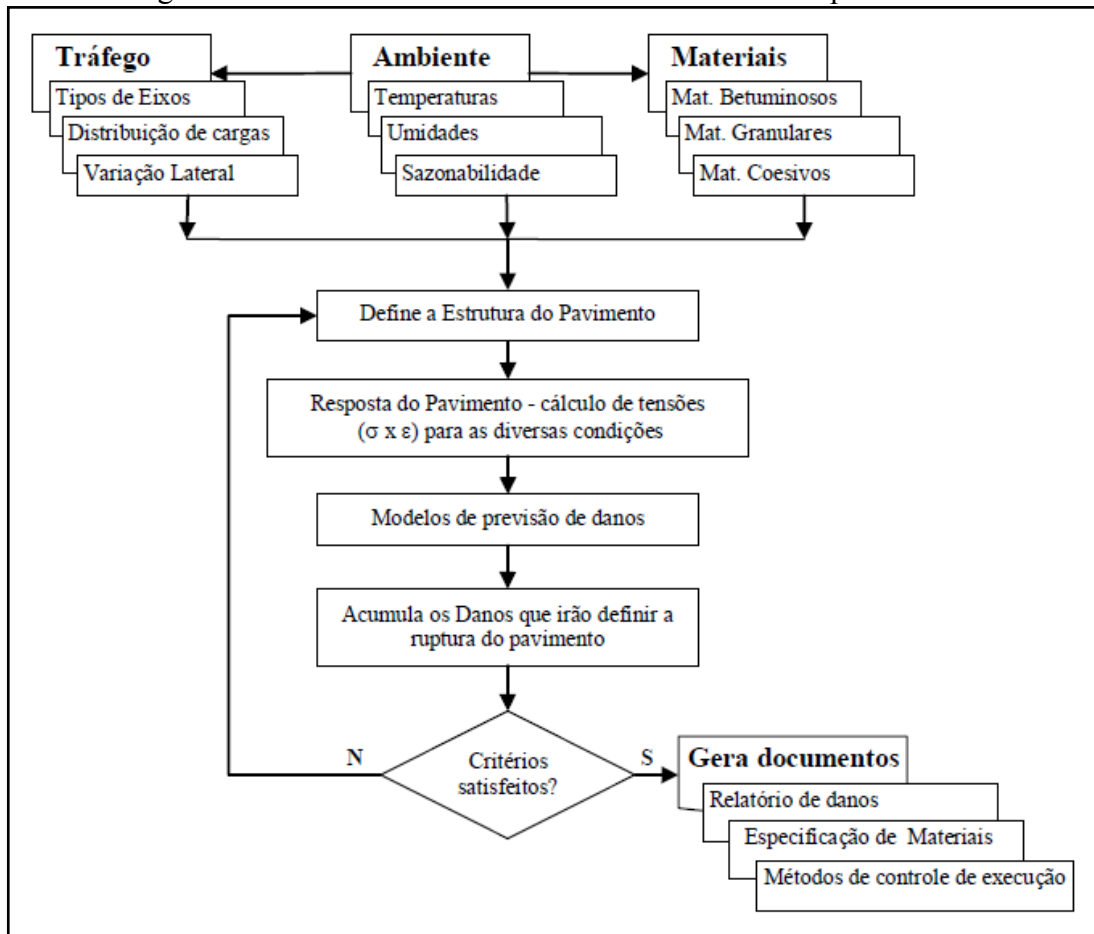 Tráfego
Tipos de Eixos
Distribuição de cargas
Variação Lateral
Ambiente
Temperaturas
Umidades
Sazonabilidade
Materiais
Mat. Betuminosos
Mat. Granulares
Mat. Coesivos
Define a Estrutura do Pavimento
Resposta do Pavimento - cálculo de tensões
(σ x ε) para as diversas condições
Modelos de previsão de danos
Acumula os Danos que irão definir a
ruptura do pavimento
N
Critérios
satisfeitos?
S
Gera documentos
Relatório de danos
Especificação de Materiais
Métodos de controle de execução